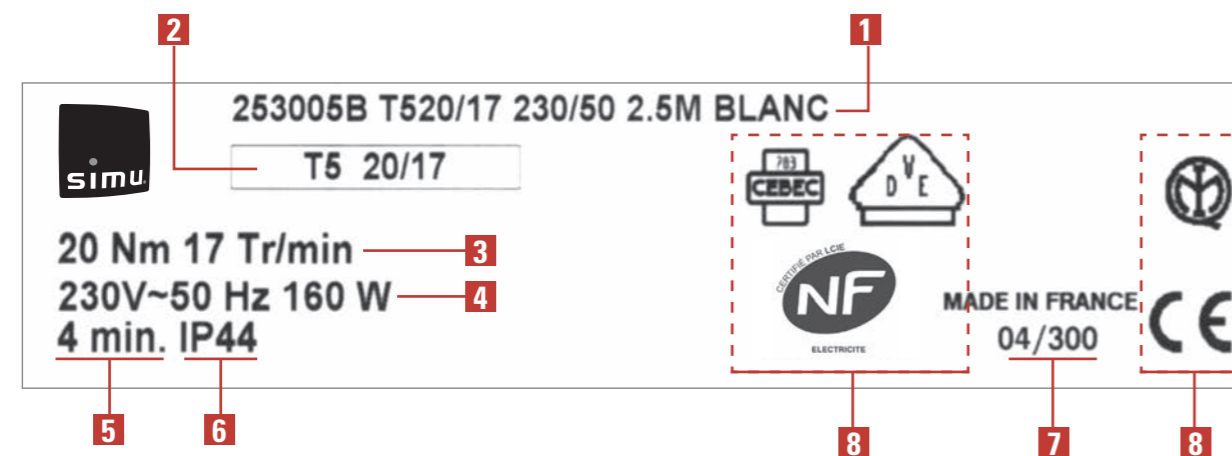 2
1
253005B T520/17 230/50 2.5M BLANC
simu
T5 20/17
783
CEBEC
D V E
20 Nm 17 Tr/min
3
230V~50 Hz 160 W
4
4 min. IP44
CERTIFIÉ PAR LCIE
NF
ELECTRICITE
MADE IN FRANCE
04/300
CE
5
6
8
7
8